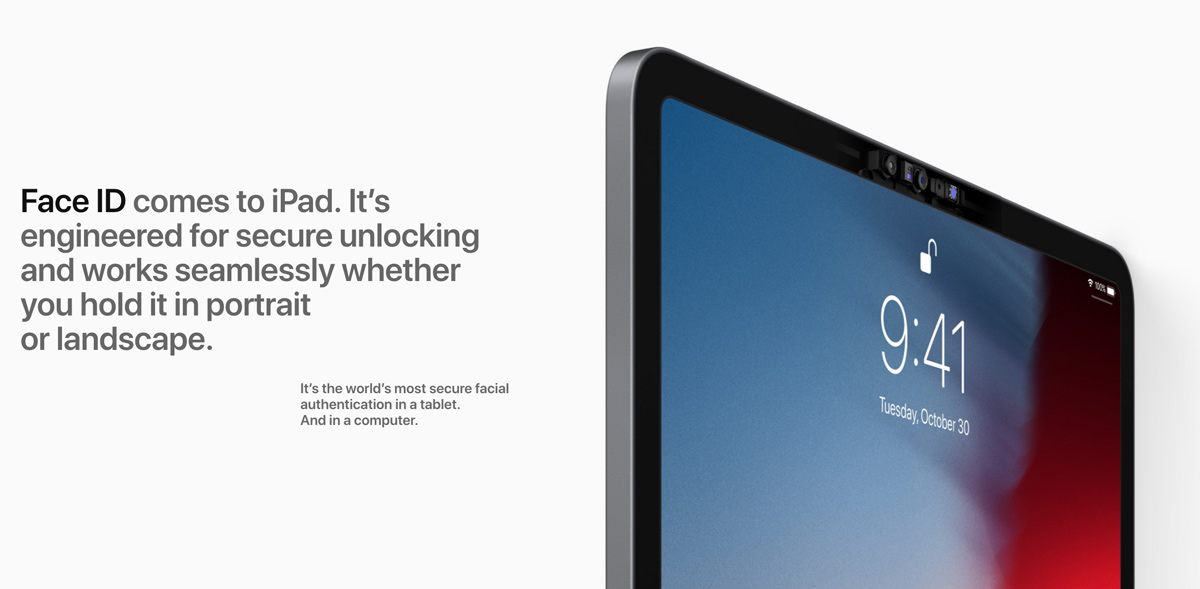 Face ID comes to iPad. It’s
engineered for secure unlocking
and works seamlessly whether
you hold it in portrait
or landscape.
It’s the world’s most secure facial
authentication in a tablet.
And in a computer.
100%
9:41
Tuesday, October 30